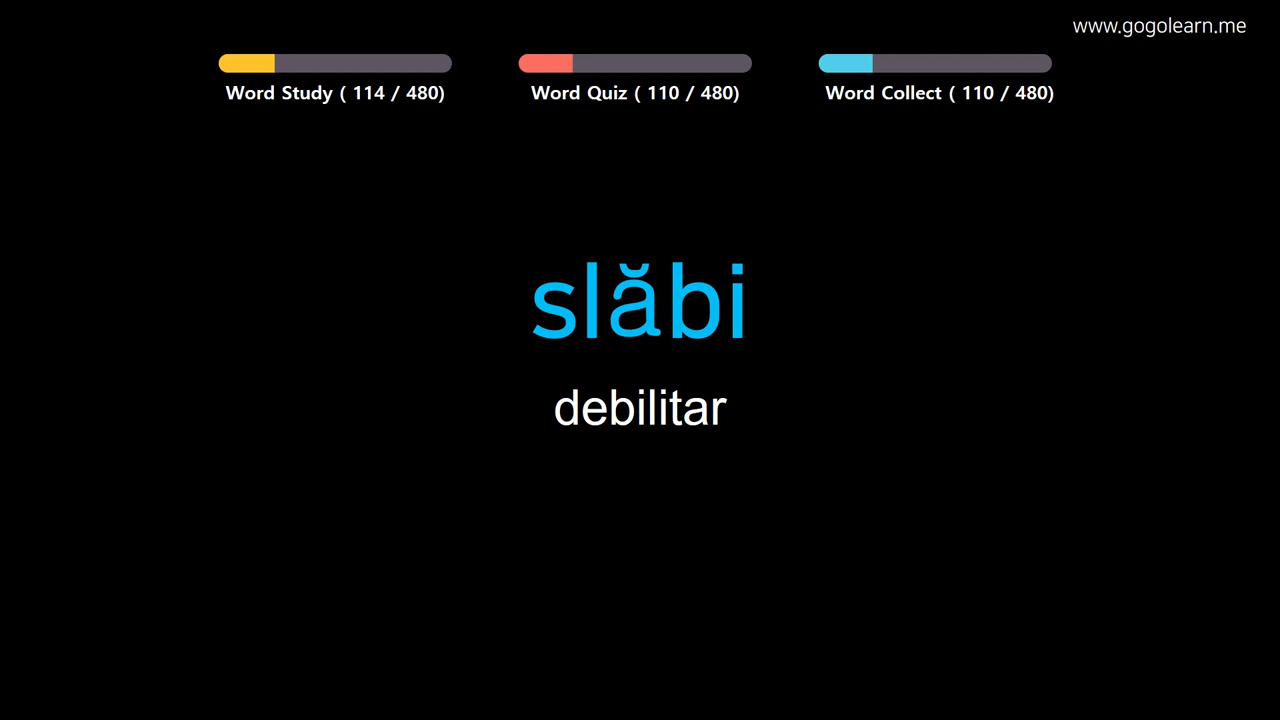 www.gogolearn.me
Word Study ( 114 / 480)
Word Quiz ( 110 / 480)
Word Collect ( 110 / 480)
slăbi
debilitar